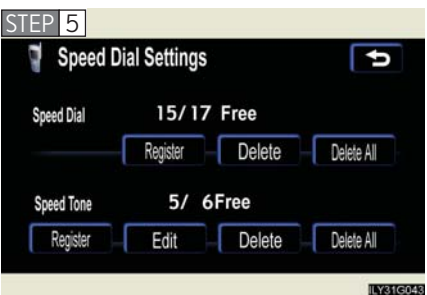 STEP 5
Speed Dial Settings
Speed Dial 15/17 Free
Register Delete Delete All
Speed Tone 5/ 6Free
Register Edit Delete Delete All
ILY31G043